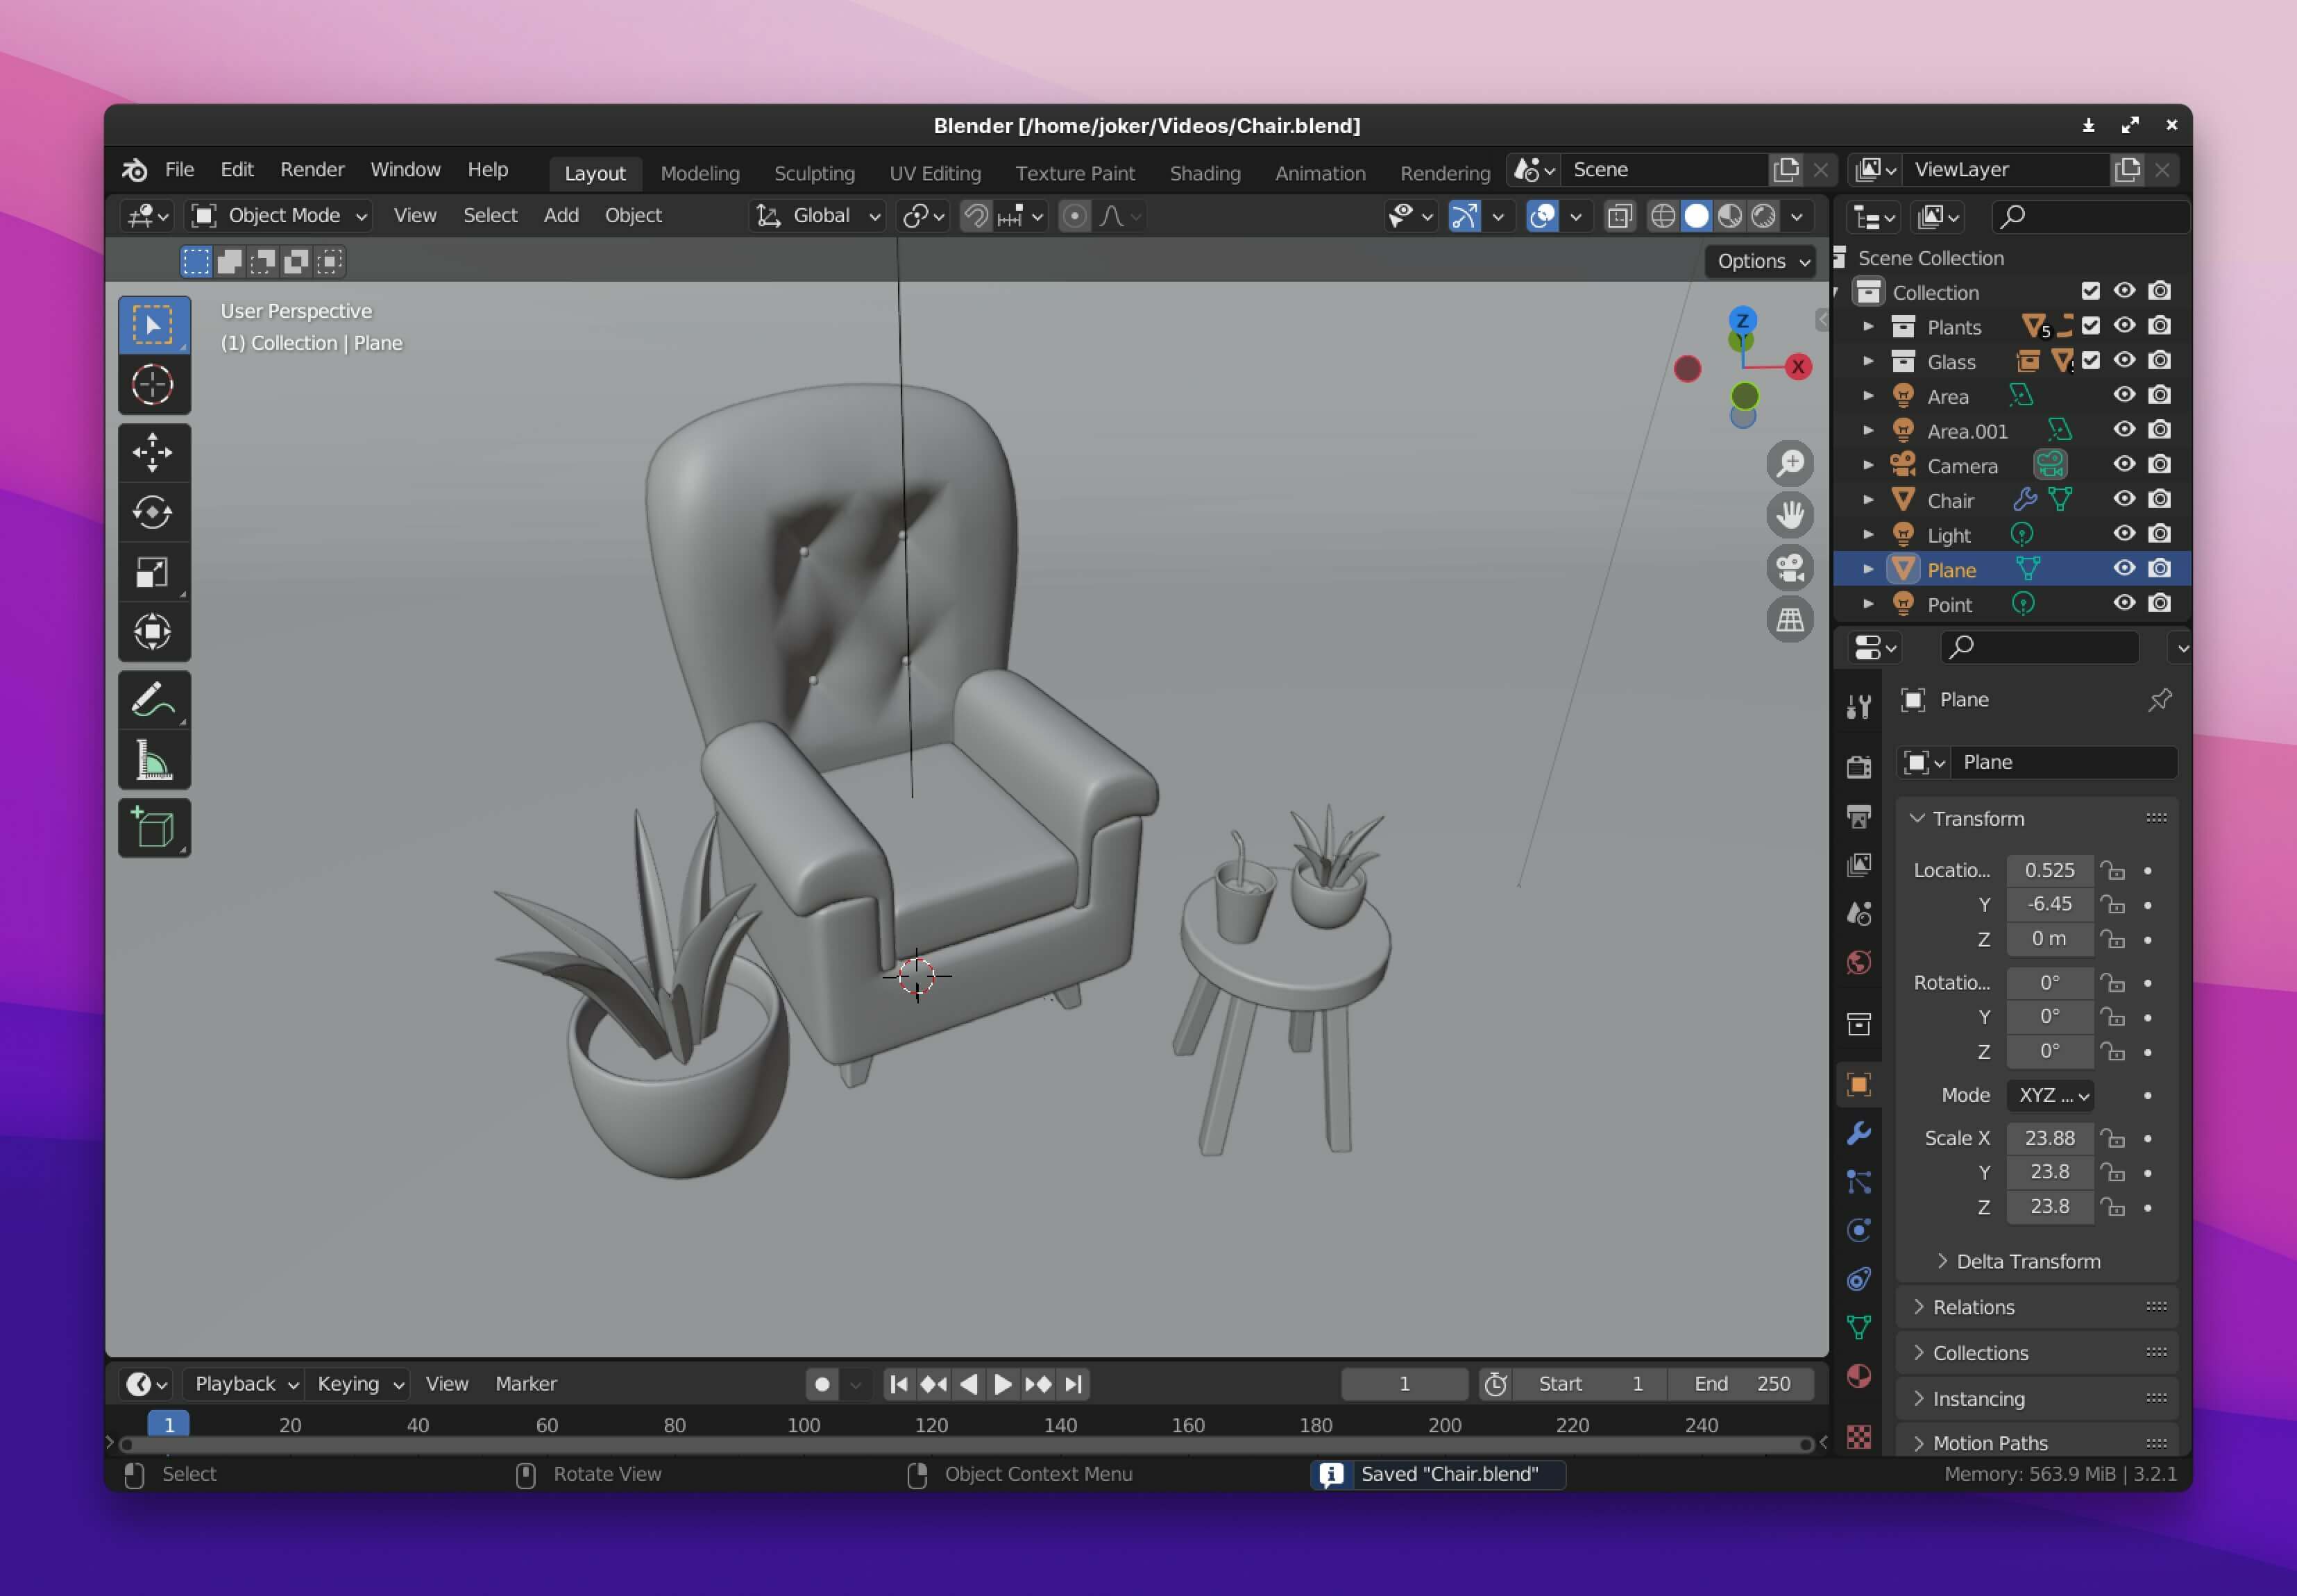 Blender [/home/joker/Videos/Chair.blend]
File Edit Render Window Help Layout Modeling Sculpting UV Editing Texture Paint Shading Animation Rendering Scene ViewLayer
Object Mode View Select Add Object Global
Options
User Perspective
(1) Collection | Plane
Z
X
Scene Collection
Collection
Plants 5
Glass
Area
Area.001
Camera
Chair
Light
Plane
Point
Plane
Plane
Transform
Locatio... 0.525
Y -6.45
Z 0 m
Rotatio... 0°
Y 0°
Z 0°
Mode XYZ ...
Scale X 23.88
Y 23.8
Z 23.8
Delta Transform
Relations
Collections
Instancing
Motion Paths
Playback Keying View Marker 1 Start 1 End 250
1 20 40 60 80 100 120 140 160 180 200 220 240
Select Rotate View Object Context Menu Saved "Chair.blend" Memory: 563.9 MiB | 3.2.1